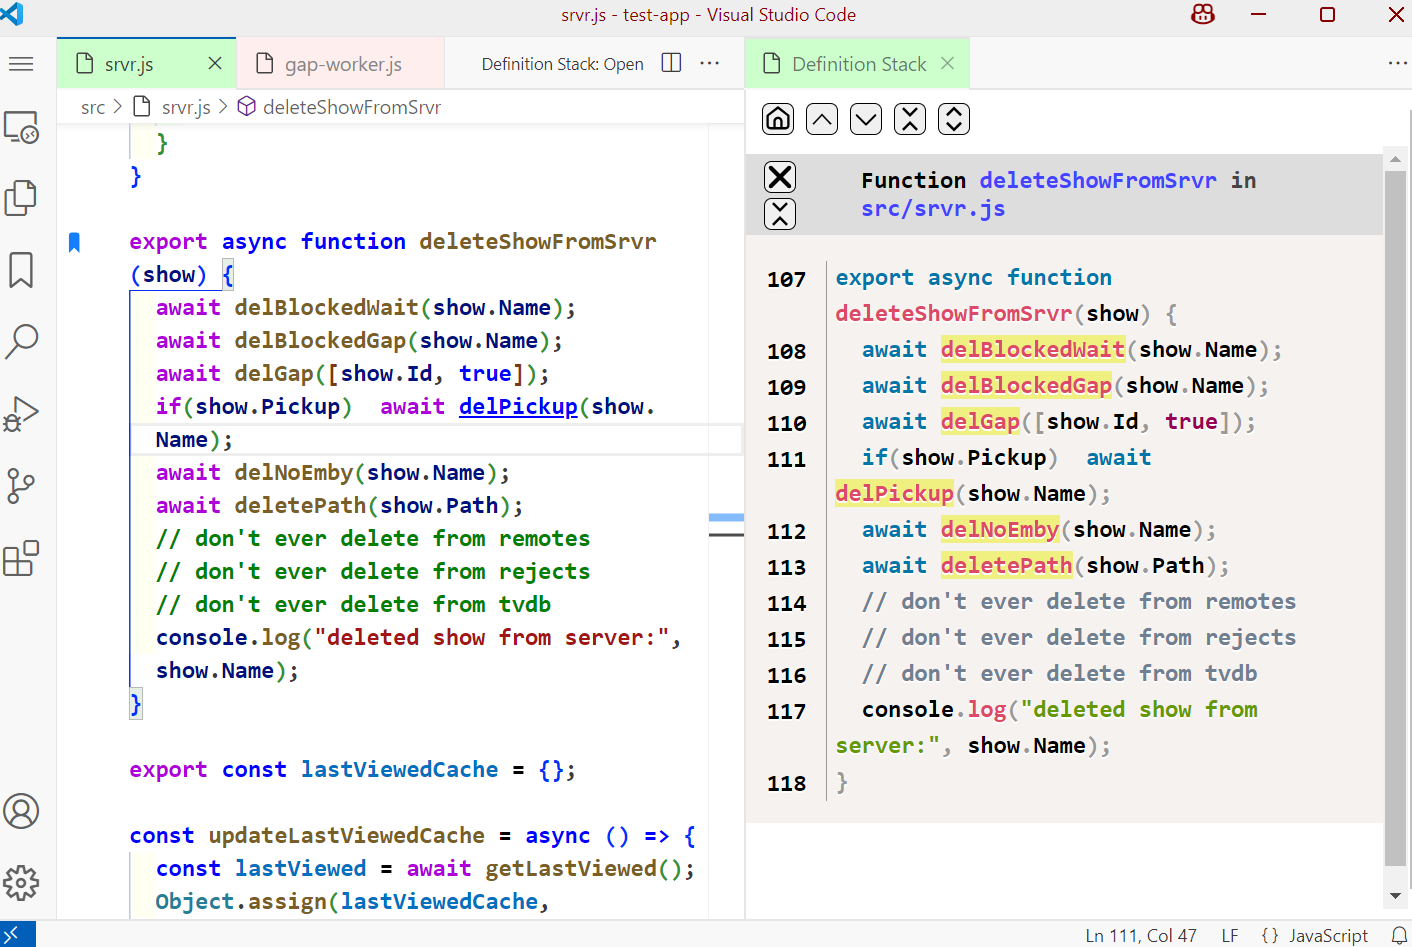 srvr.js - test-app - Visual Studio Code
srvr.js
gap-worker.js
Definition Stack: Open
Definition Stack
src > srvr.js > deleteShowFromSrvr
}
}
export async function deleteShowFromSrvr
(show) {
await delBlockedWait(show.Name);
await delBlockedGap(show.Name);
await delGap([show.Id, true]);
if(show.Pickup)  await delPickup(show.
Name);
await delNoEmby(show.Name);
await deletePath(show.Path);
// don't ever delete from remotes
// don't ever delete from rejects
// don't ever delete from tvdb
console.log("deleted show from server:",
show.Name);
}
export const lastViewedCache = {};
const updateLastViewedCache = async () => {
const lastViewed = await getLastViewed();
Object.assign(lastViewedCache,
Function deleteShowFromSrvr in
src/srvr.js
107 export async function
deleteShowFromSrvr(show) {
108 await delBlockedWait(show.Name);
109 await delBlockedGap(show.Name);
110 await delGap([show.Id, true]);
111 if(show.Pickup)  await
delPickup(show.Name);
112 await delNoEmby(show.Name);
113 await deletePath(show.Path);
114 // don't ever delete from remotes
115 // don't ever delete from rejects
116 // don't ever delete from tvdb
117 console.log("deleted show from
server:", show.Name);
118 }
Ln 111, Col 47 LF {} JavaScript